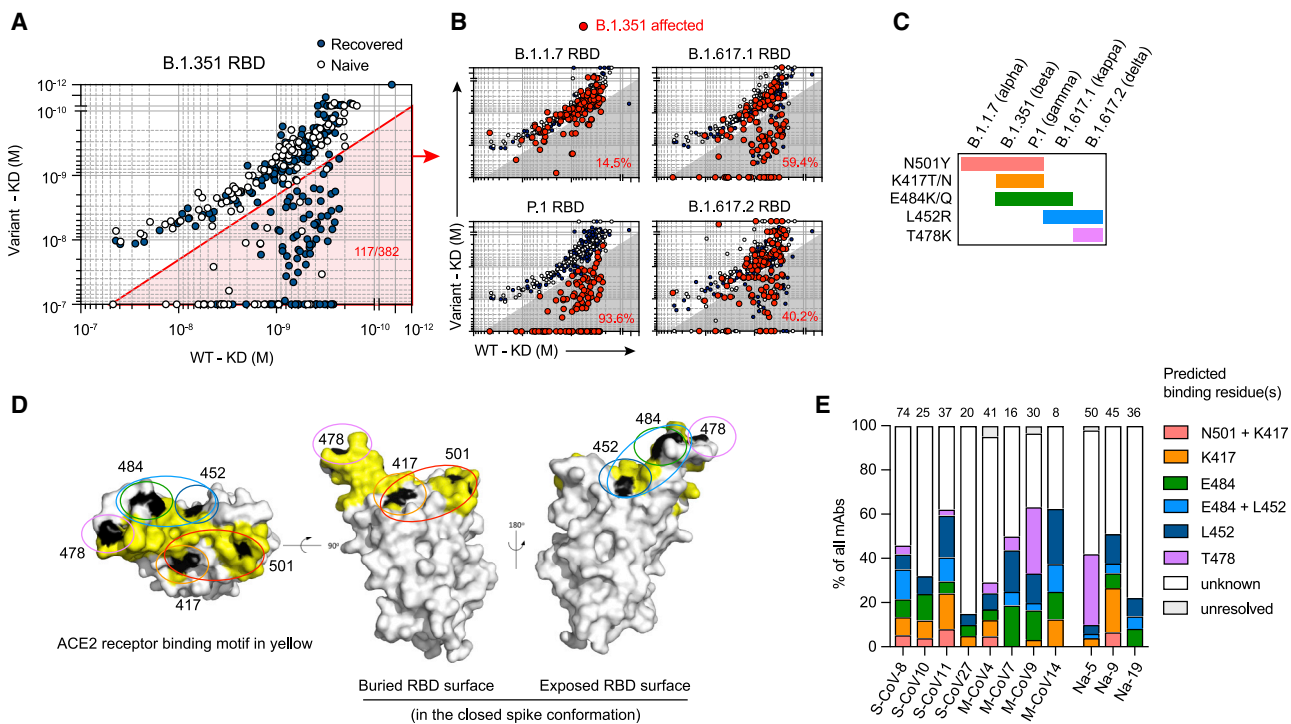 A
B.1.351 RBD
Recovered
Naive
Variant - KD (M)
10-12
10-10
10-9
10-8
10-7
117/382
10-7
10-8
10-9
10-10
10-12
WT - KD (M)
B
B.1.351 affected
B.1.1.7 RBD
B.1.617.1 RBD
14.5%
59.4%
P.1 RBD
B.1.617.2 RBD
93.6%
40.2%
Variant - KD (M)
WT - KD (M)
C
B.1.1.7 (alpha)
B.1.351 (beta)
P.1 (gamma)
B.1.617.1 (kappa)
B.1.617.2 (delta)
N501Y
K417T/N
E484K/Q
L452R
T478K
D
484
452
478
501
417
90º
478
417
501
180º
452
484
478
ACE2 receptor binding motif in yellow
Buried RBD surface
Exposed RBD surface
(in the closed spike conformation)
E
% of all mAbs
100
80
60
40
20
0
74 25 37 20 41 16 30 8 50 45 36
S-CoV-8
S-CoV10
S-CoV11
S-CoV27
M-CoV4
M-CoV7
M-CoV9
M-CoV14
Na-5
Na-9
Na-19
Predicted
binding residue(s)
N501 + K417
K417
E484
E484 + L452
L452
T478
unknown
unresolved